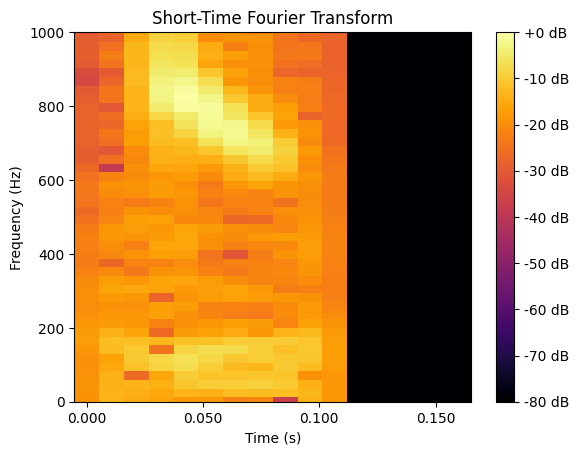 Short-Time Fourier Transform
Frequency (Hz)
1000
800
600
400
200
0
0.000
0.050
0.100
0.150
Time (s)
+0 dB
-10 dB
-20 dB
-30 dB
-40 dB
-50 dB
-60 dB
-70 dB
-80 dB